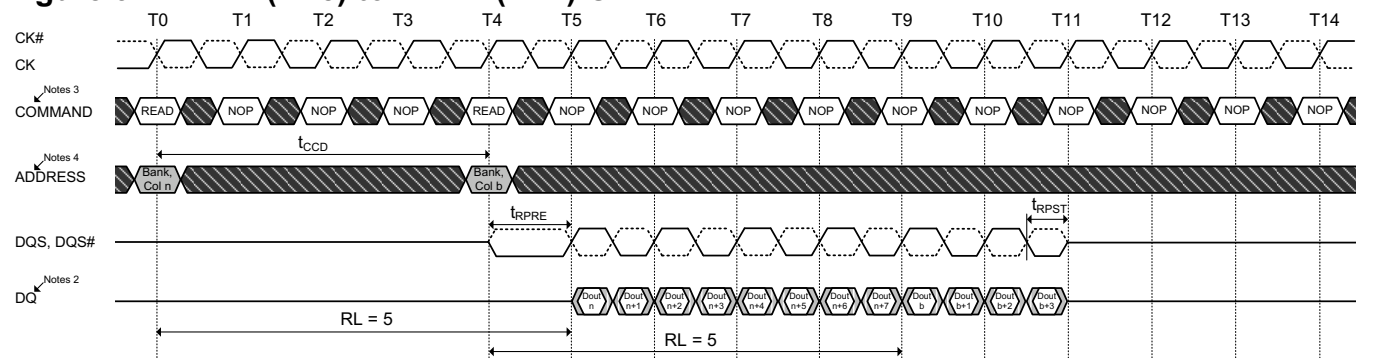 T0 T1 T2 T3 T4 T5 T6 T7 T8 T9 T10 T11 T12 T13 T14
CK#
CK
Notes 3
COMMAND READ NOP NOP NOP READ NOP NOP NOP NOP NOP NOP NOP NOP NOP NOP
tCCD
Notes 4
ADDRESS
Bank, Col n
Bank, Col b
tRPRE
tRPST
DQS, DQS#
Notes 2
DQ
Dout n
Dout n+1
Dout n+2
Dout n+3
Dout n+4
Dout n+5
Dout n+6
Dout n+7
Dout b
Dout b+1
Dout b+2
Dout b+3
RL = 5
RL = 5